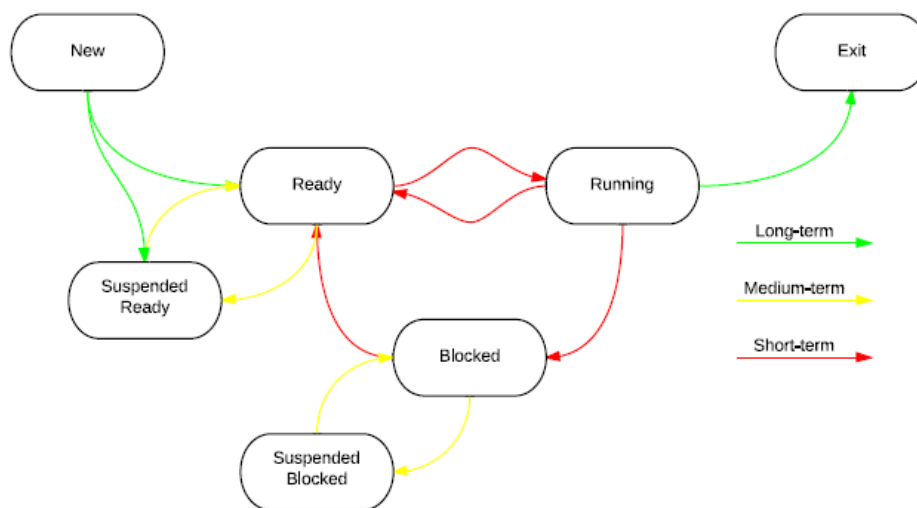 New
Exit
Ready
Running
Long-term
Suspended
Ready
Medium-term
Blocked
Short-term
Suspended
Blocked